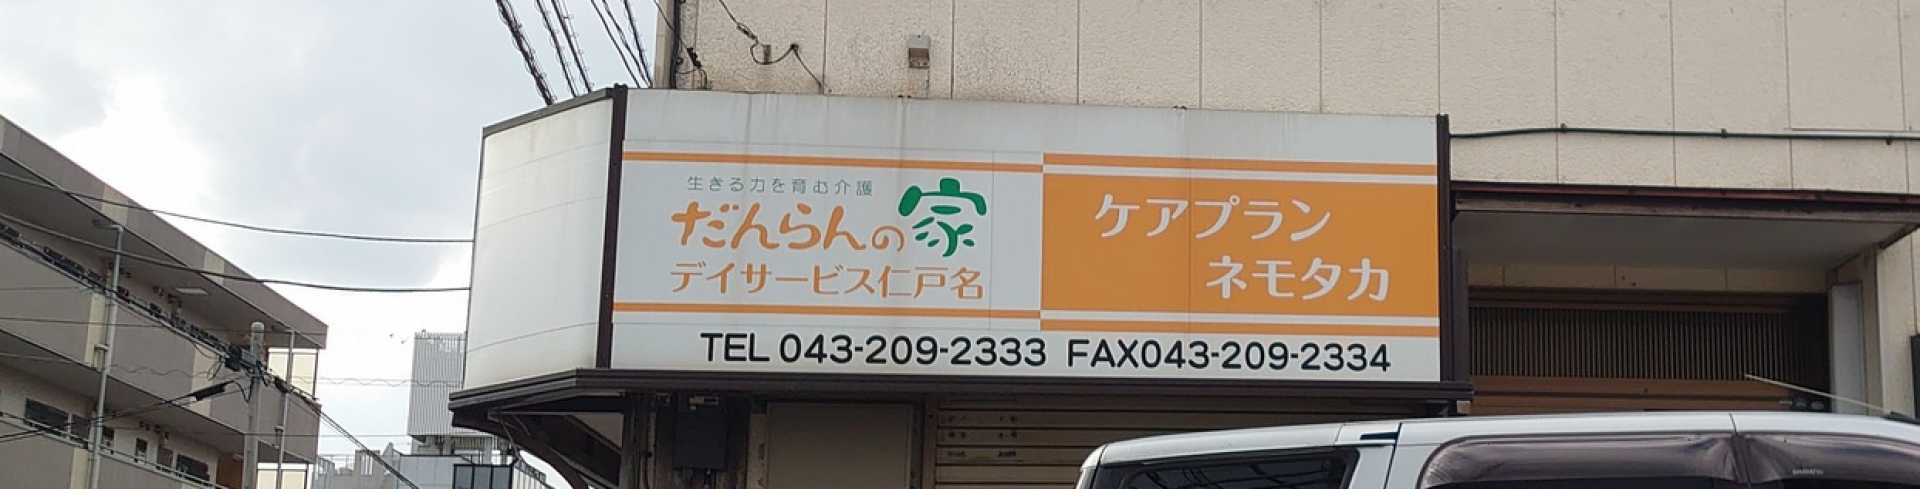 生きる力を育む介護
だんらんの家
デイサービス仁戸名
ケアプラン
ネモタカ
TEL 043-209-2333 FAX043-209-2334